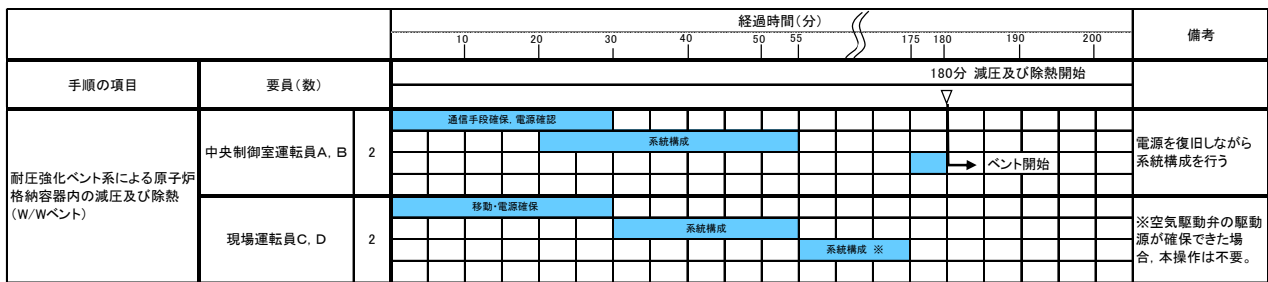 経過時間(分)
備考
10 20 30 40 50 55 175 180 190 200
手順の項目
要員(数)
180分 減圧及び除熱開始
通信手段確保, 電源確認
系統構成
中央制御室運転員A, B
2
ベント開始
電源を復旧しながら
系統構成を行う
耐圧強化ベント系による原子炉
格納容器内の減圧及び除熱
(W/Wベント)
移動・電源確保
系統構成
現場運転員C, D
2
系統構成 ※
※空気駆動弁の駆動
源が確保できた場
合, 本操作は不要。